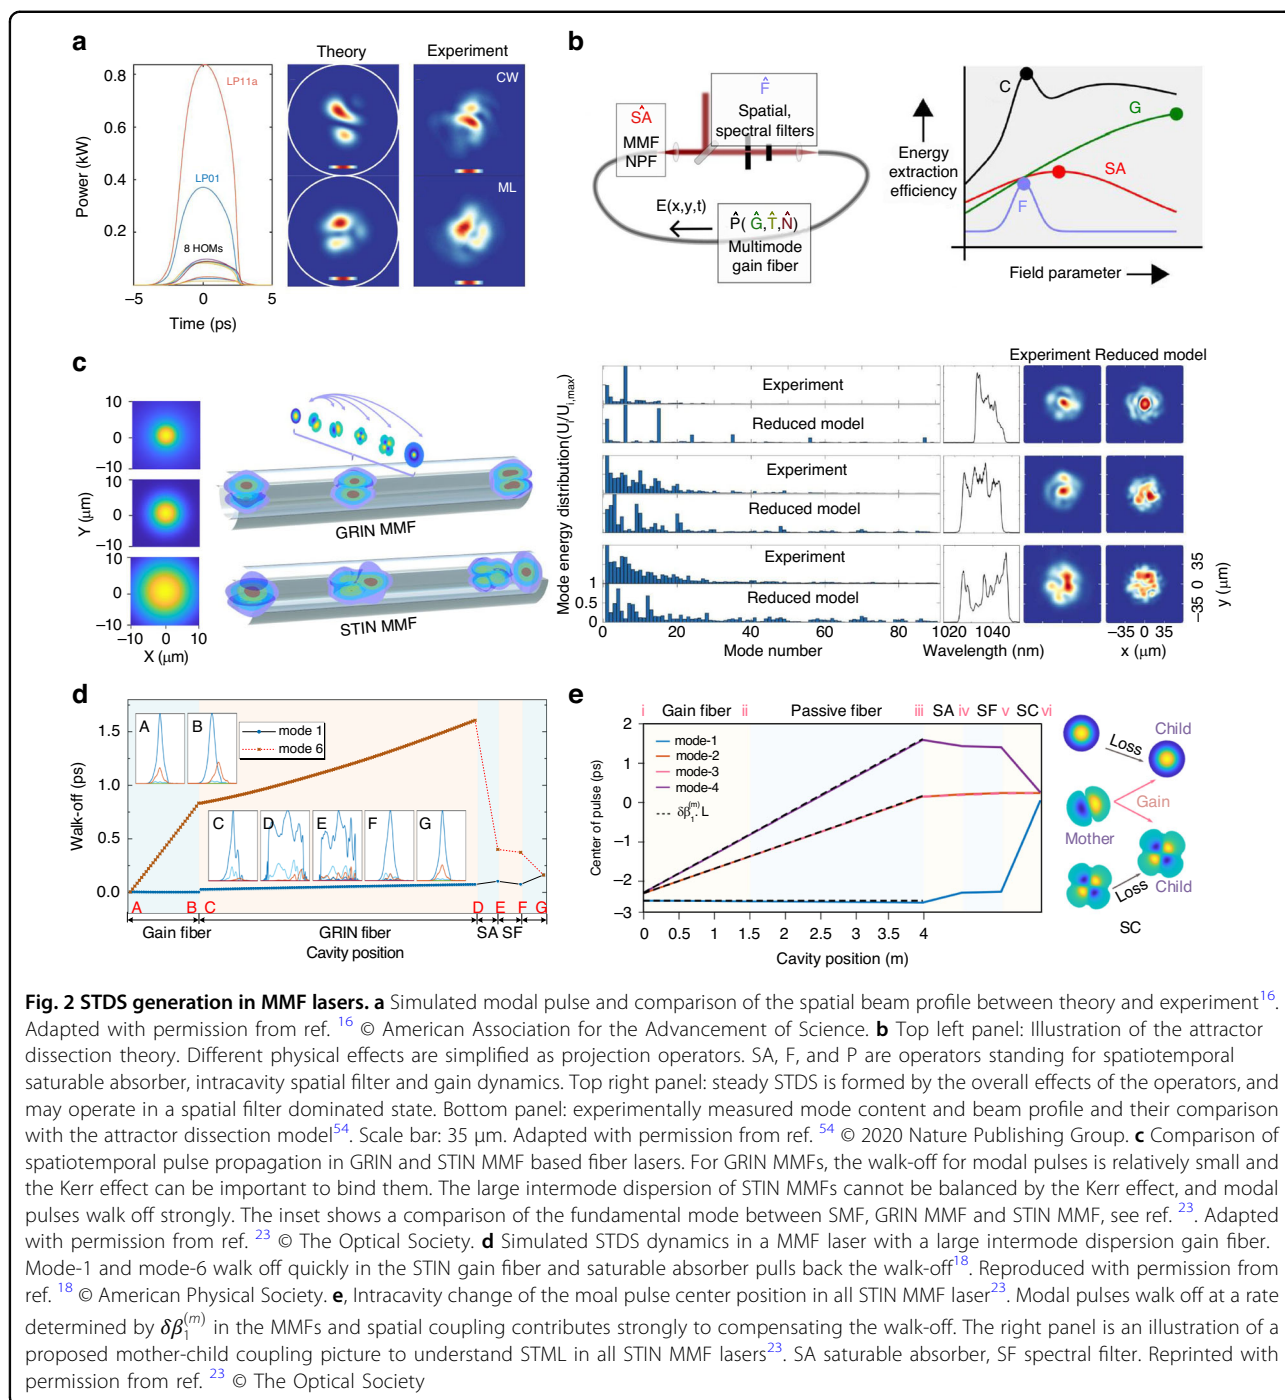 a
Theory
Experiment
0.8
0.6
0.4
0.2
Power (kW)
LP11a
LP01
8 HOMs
−5
0
5
Time (ps)
CW
ML
b
SÂ
MMF
NPF
F̂
Spatial,
spectral filters
E(x,y,t)
P̂( Ĝ,T̂,N̂)
Multimode
gain fiber
Energy
extraction
efficiency
C
G
SA
F
Field parameter
c
10
0
−10
10
0
−10
10
0
−10
Y (μm)
−10
0
10
X (μm)
GRIN MMF
STIN MMF
Mode energy distribution(Ui/Ui,max)
Experiment
Reduced model
Experiment
Reduced model
Experiment
1
Reduced model
0.5
0
0
20
40
60
80
Mode number
1020
1040
Wavelength (nm)
Experiment Reduced model
−35 0 35
x (μm)
−35 0 35
y (μm)
d
1.5
1.0
0.5
0.0
Walk-off (ps)
A
B
mode 1
mode 6
C
D
E
F
G
A
B
C
D
E
F
G
Gain fiber
GRIN fiber
SA SF
Cavity position
e
i
Gain fiber
ii
Passive fiber
iii
SA
iv
SF
v
SC
vi
2
1
0
−1
−2
−3
Center of pulse (ps)
mode-1
mode-2
mode-3
mode-4
δβ₁⁽ᵐ⁾. L
0
0.5
1
1.5
2
2.5
3
3.5
4
Cavity position (m)
Child
Loss
Gain
Mother
Loss
Child
SC
Fig. 2 STDS generation in MMF lasers. a Simulated modal pulse and comparison of the spatial beam profile between theory and experiment16.
Adapted with permission from ref. 16 © American Association for the Advancement of Science. b Top left panel: Illustration of the attractor
dissection theory. Different physical effects are simplified as projection operators. SA, F, and P are operators standing for spatiotemporal
saturable absorber, intracavity spatial filter and gain dynamics. Top right panel: steady STDS is formed by the overall effects of the operators, and
may operate in a spatial filter dominated state. Bottom panel: experimentally measured mode content and beam profile and their comparison
with the attractor dissection model54. Scale bar: 35 μm. Adapted with permission from ref. 54 © 2020 Nature Publishing Group. c Comparison of
spatiotemporal pulse propagation in GRIN and STIN MMF based fiber lasers. For GRIN MMFs, the walk-off for modal pulses is relatively small and
the Kerr effect can be important to bind them. The large intermode dispersion of STIN MMFs cannot be balanced by the Kerr effect, and modal
pulses walk off strongly. The inset shows a comparison of the fundamental mode between SMF, GRIN MMF and STIN MMF, see ref. 23. Adapted
with permission from ref. 23 © The Optical Society. d Simulated STDS dynamics in a MMF laser with a large intermode dispersion gain fiber.
Mode-1 and mode-6 walk off quickly in the STIN gain fiber and saturable absorber pulls back the walk-off18. Reproduced with permission from
ref. 18 © American Physical Society. e, Intracavity change of the moal pulse center position in all STIN MMF laser23. Modal pulses walk off at a rate
determined by δβ₁⁽ᵐ⁾ in the MMFs and spatial coupling contributes strongly to compensating the walk-off. The right panel is an illustration of a
proposed mother-child coupling picture to understand STML in all STIN MMF lasers23. SA saturable absorber, SF spectral filter. Reprinted with
permission from ref. 23 © The Optical Society